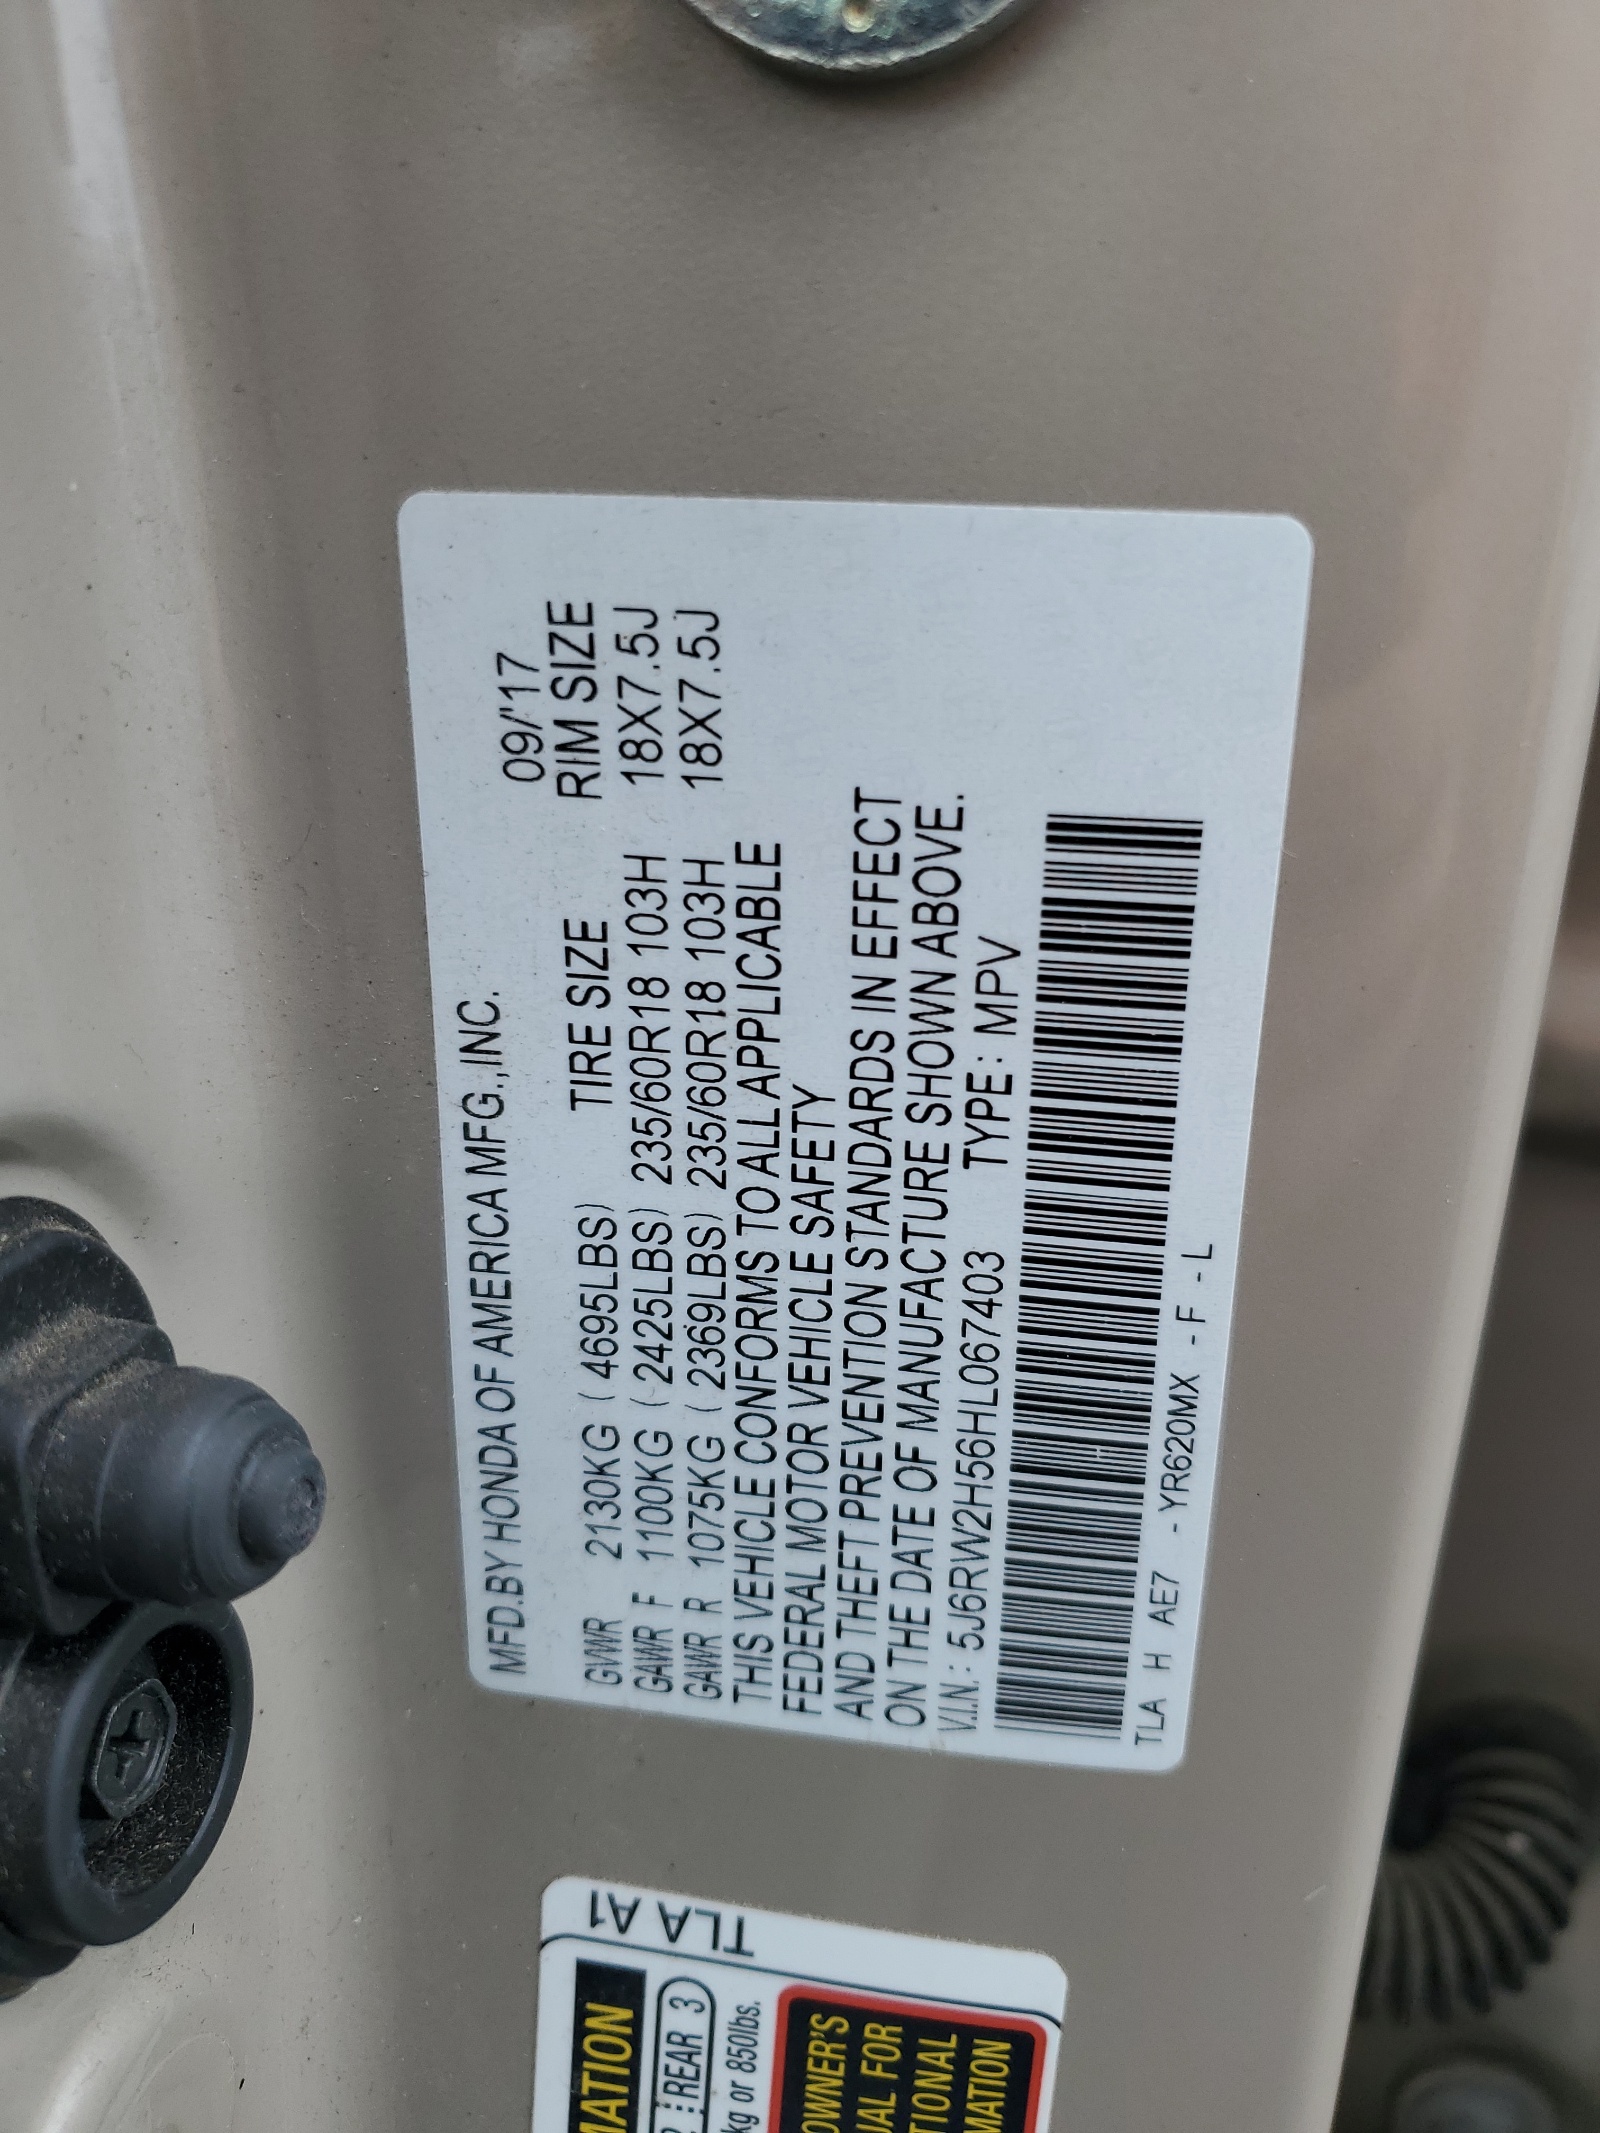 MFD.BY HONDA OF AMERICA MFG.,INC.
09/'17
GVWR 2130KG ( 4695LBS) TIRE SIZE RIM SIZE
GAWR F 1100KG ( 2425LBS) 235/60R18 103H 18X7.5J
GAWR R 1075KG ( 2369LBS) 235/60R18 103H 18X7.5J
THIS VEHICLE CONFORMS TO ALL APPLICABLE
FEDERAL MOTOR VEHICLE SAFETY
AND THEFT PREVENTION STANDARDS IN EFFECT
ON THE DATE OF MANUFACTURE SHOWN ABOVE.
V.I.N.: 5J6RW2H56HL067403 TYPE: MPV
TLA H AE7 - YR620MX - F - L
TLA A1
MATION
REAR 3
kg or 850lbs.
OWNER'S
UAL FOR
TIONAL
MATION